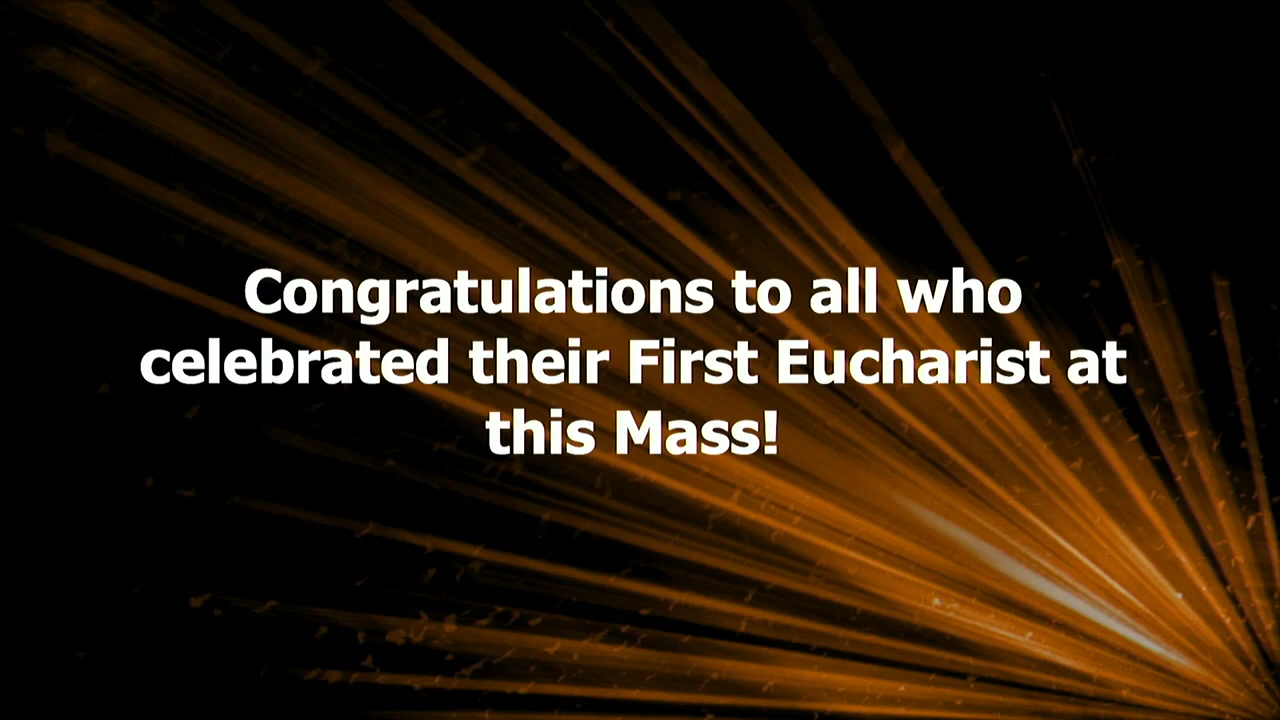 Congratulations to all who
celebrated their First Eucharist at
this Mass!